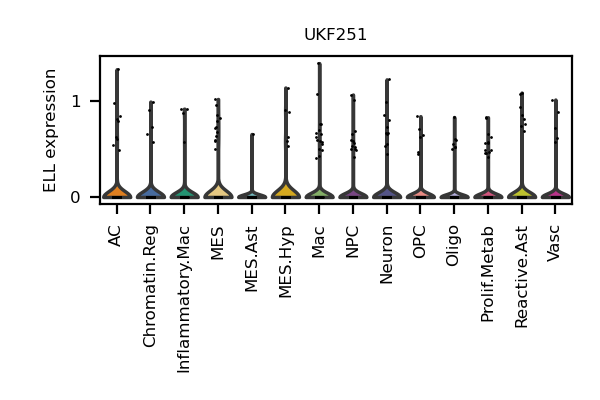 UKF251
ELL expression
1
0
AC
Chromatin.Reg
Inflammatory.Mac
MES
MES.Ast
MES.Hyp
Mac
NPC
Neuron
OPC
Oligo
Prolif.Metab
Reactive.Ast
Vasc